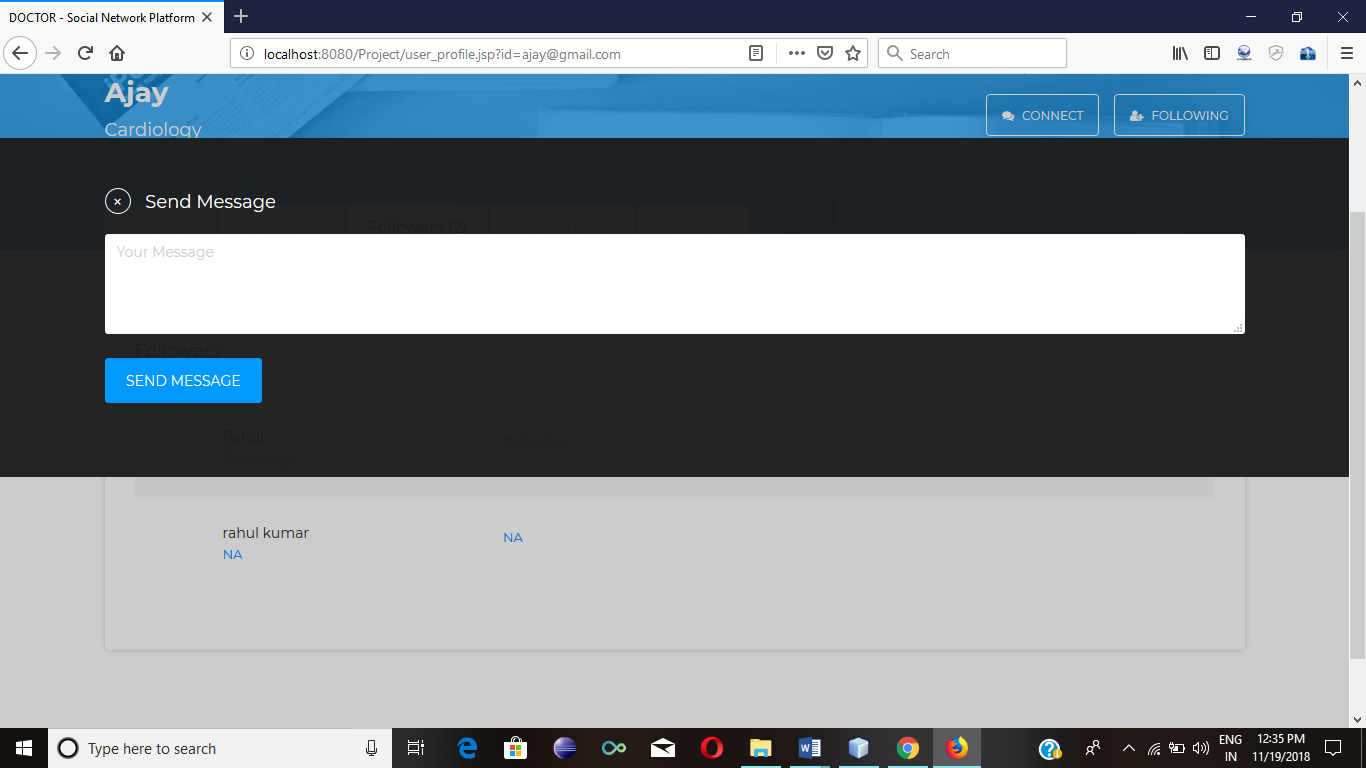 DOCTOR - Social Network Platform
localhost:8080/Project/user_profile.jsp?id=ajay@gmail.com
Search
Ajay
Cardiology
CONNECT
FOLLOWING
Send Message
Followers (2)
Your Message
Followers
SEND MESSAGE
Rahul
Dehradun
Cardiology
rahul kumar
NA
NA
Type here to search
ENG
IN
12:35 PM
11/19/2018